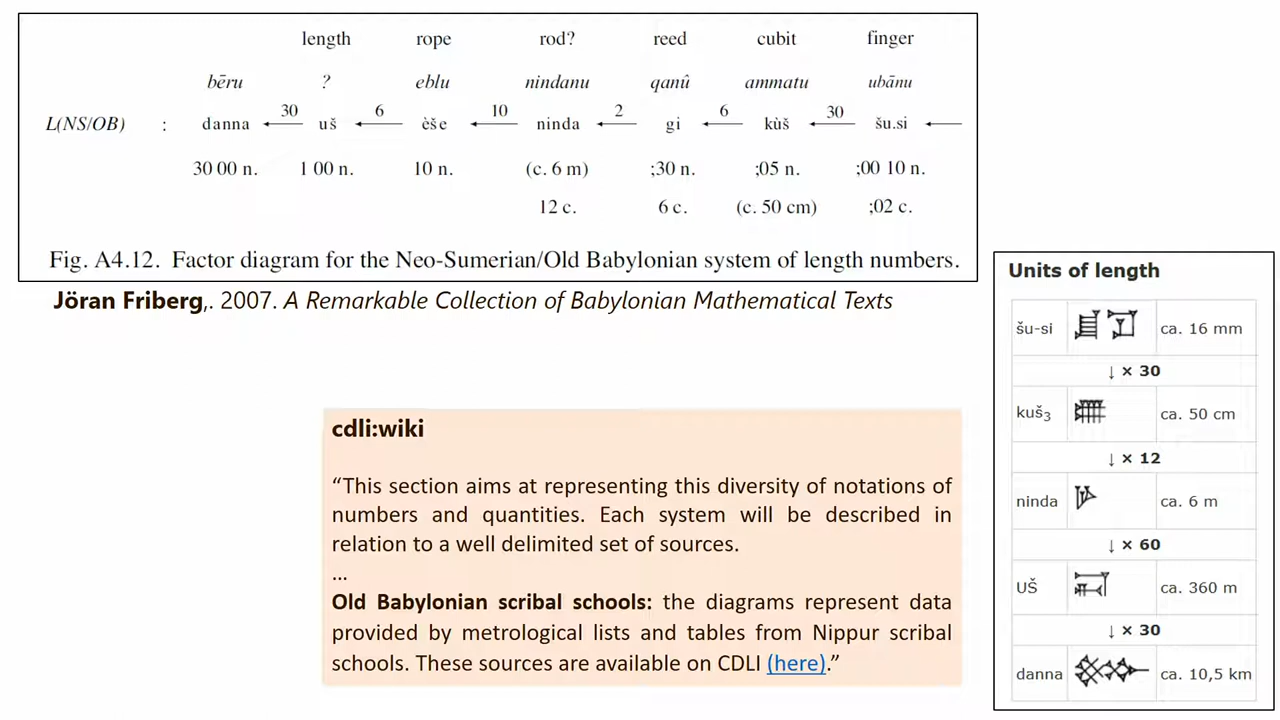 length rope rod? reed cubit finger
bēru ? eblu nindanu qanû ammatu ubānu
L(NS/OB) : danna 30 uš 6 èše 10 ninda 2 gi 6 kùš 30 šu.si
30 00 n. 1 00 n. 10 n. (c. 6 m) ;30 n. ;05 n. ;00 10 n.
12 c. 6 c. (c. 50 cm) ;02 c.
Fig. A4.12. Factor diagram for the Neo-Sumerian/Old Babylonian system of length numbers.
Jöran Friberg,. 2007. A Remarkable Collection of Babylonian Mathematical Texts
cdli:wiki
“This section aims at representing this diversity of notations of
numbers and quantities. Each system will be described in
relation to a well delimited set of sources.
...
Old Babylonian scribal schools: the diagrams represent data
provided by metrological lists and tables from Nippur scribal
schools. These sources are available on CDLI (here).”
Units of length
šu-si ca. 16 mm
↓ × 30
kuš₃ ca. 50 cm
↓ × 12
ninda ca. 6 m
↓ × 60
UŠ ca. 360 m
↓ × 30
danna ca. 10,5 km